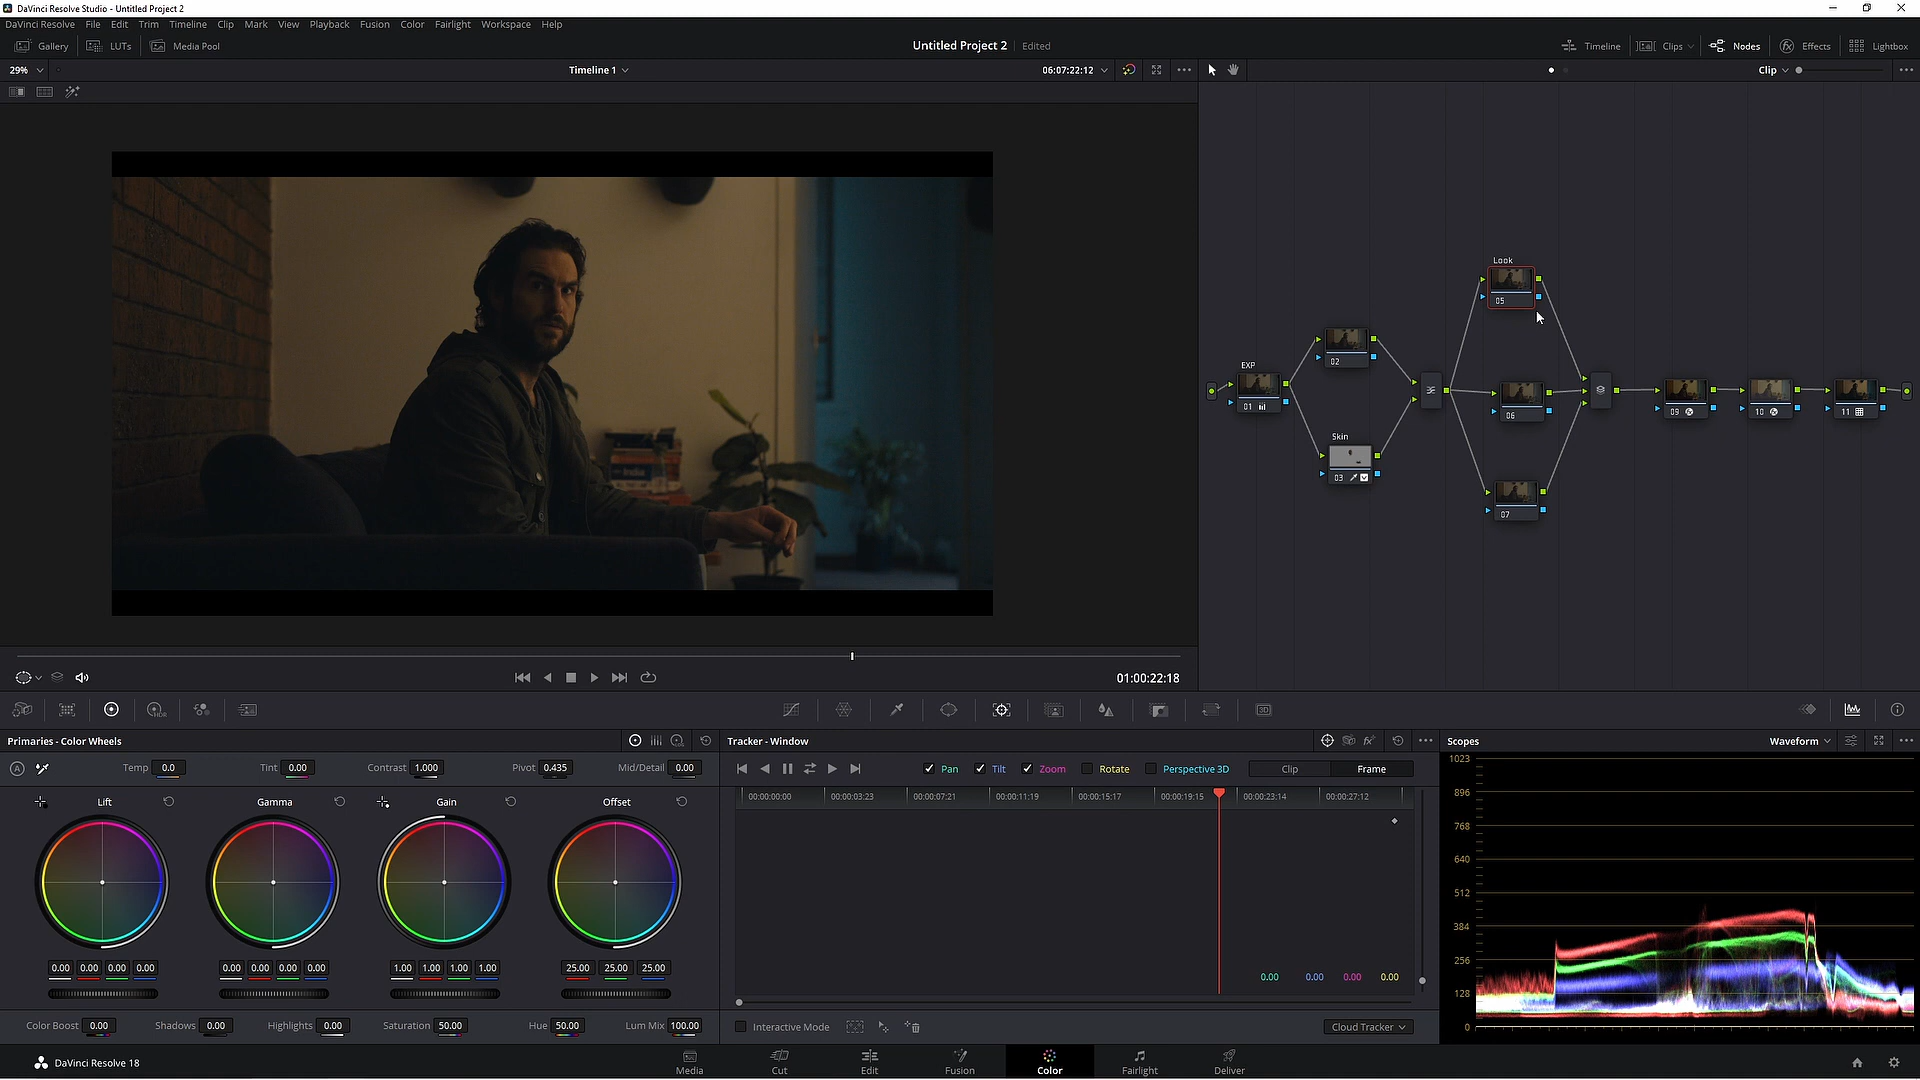 DaVinci Resolve Studio - Untitled Project 2
DaVinci Resolve File Edit Trim Timeline Clip Mark View Playback Fusion Color Fairlight Workspace Help
Gallery LUTs Media Pool Untitled Project 2 Edited Timeline Clips Nodes Effects Lightbox
29% Timeline 1 06:07:22:12 Clip
Look
05
EXP
01
02
06
09
10
11
Skin
03
07
01:00:22:18
HDR
3D
Primaries - Color Wheels
Tracker - Window
Scopes
Waveform
A
Temp 0.0 Tint 0.00 Contrast 1.000 Pivot 0.435 Mid/Detail 0.00
Pan Tilt Zoom Rotate Perspective 3D Clip Frame
Lift Gamma Gain Offset
00:00:00:00 00:00:03:23 00:00:07:21 00:00:11:19 00:00:15:17 00:00:19:15 00:00:23:14 00:00:27:12
1023
896
768
640
512
384
256
128
0
0.00 0.00 0.00 0.00 0.00 0.00 0.00 0.00 1.00 1.00 1.00 1.00 25.00 25.00 25.00
0.00 0.00 0.00 0.00
Color Boost 0.00 Shadows 0.00 Highlights 0.00 Saturation 50.00 Hue 50.00 Lum Mix 100.00
Interactive Mode Cloud Tracker
DaVinci Resolve 18
Media Cut Edit Fusion Color Fairlight Deliver